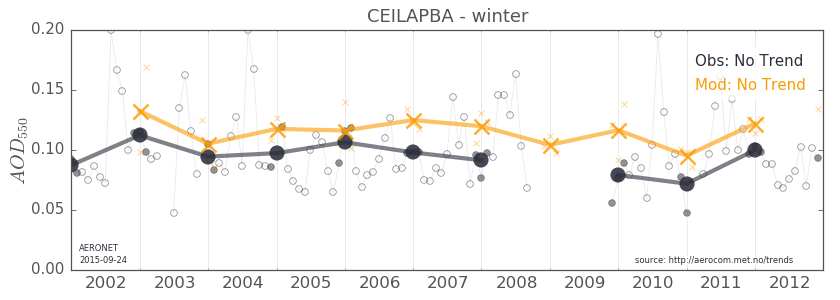 CEILAPBA - winter
0.20
0.15
0.10
0.05
0.00
AOD550
Obs: No Trend
Mod: No Trend
AERONET
2015-09-24
source: http://aerocom.met.no/trends
2002 2003 2004 2005 2006 2007 2008 2009 2010 2011 2012